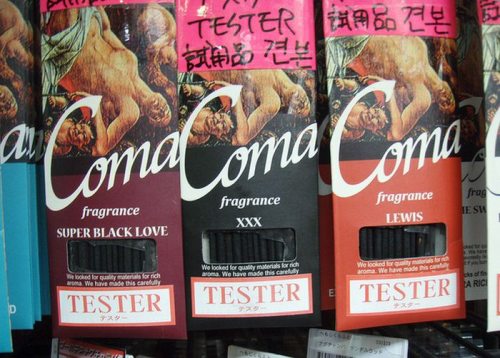 TESTER
試用品 견본
試用品 견본
Coma
fragrance
SUPER BLACK LOVE
We looked for quality materials for rich
aroma. We have made this carefully
TESTER
テスター
Coma
fragrance
XXX
We looked for quality materials for rich
aroma. We have made this carefully
TESTER
テスター
Coma
fragrance
LEWIS
We looked for quality materials for rich
aroma. We have made this carefully
TESTER
テスター